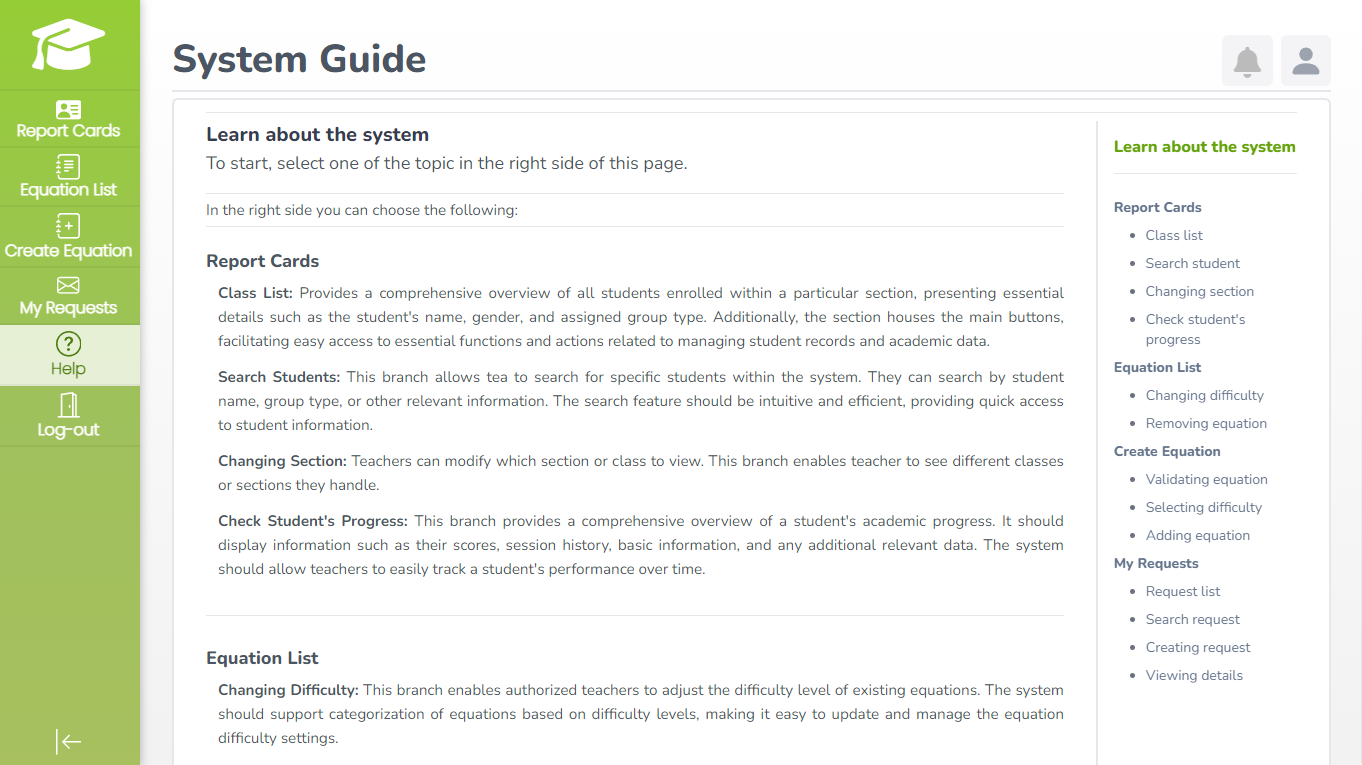 System Guide
Report Cards
Equation List
Create Equation
My Requests
Help
Log-out
Learn about the system
To start, select one of the topic in the right side of this page.
In the right side you can choose the following:
Report Cards
Class List: Provides a comprehensive overview of all students enrolled within a particular section, presenting essential
details such as the student's name, gender, and assigned group type. Additionally, the section houses the main buttons,
facilitating easy access to essential functions and actions related to managing student records and academic data.
Search Students: This branch allows tea to search for specific students within the system. They can search by student
name, group type, or other relevant information. The search feature should be intuitive and efficient, providing quick access
to student information.
Changing Section: Teachers can modify which section or class to view. This branch enables teacher to see different classes
or sections they handle.
Check Student's Progress: This branch provides a comprehensive overview of a student's academic progress. It should
display information such as their scores, session history, basic information, and any additional relevant data. The system
should allow teachers to easily track a student's performance over time.
Equation List
Changing Difficulty: This branch enables authorized teachers to adjust the difficulty level of existing equations. The system
should support categorization of equations based on difficulty levels, making it easy to update and manage the equation
difficulty settings.
Learn about the system
Report Cards
Class list
Search student
Changing section
Check student's
progress
Equation List
Changing difficulty
Removing equation
Create Equation
Validating equation
Selecting difficulty
Adding equation
My Requests
Request list
Search request
Creating request
Viewing details